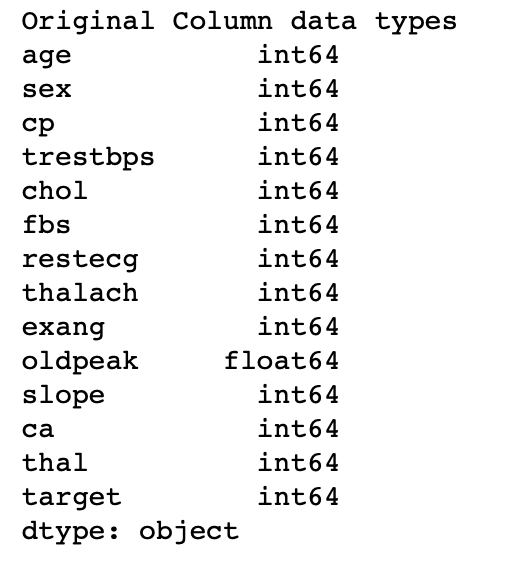 Original Column data types
age int64
sex int64
cp int64
trestbps int64
chol int64
fbs int64
restecg int64
thalach int64
exang int64
oldpeak float64
slope int64
ca int64
thal int64
target int64
dtype: object